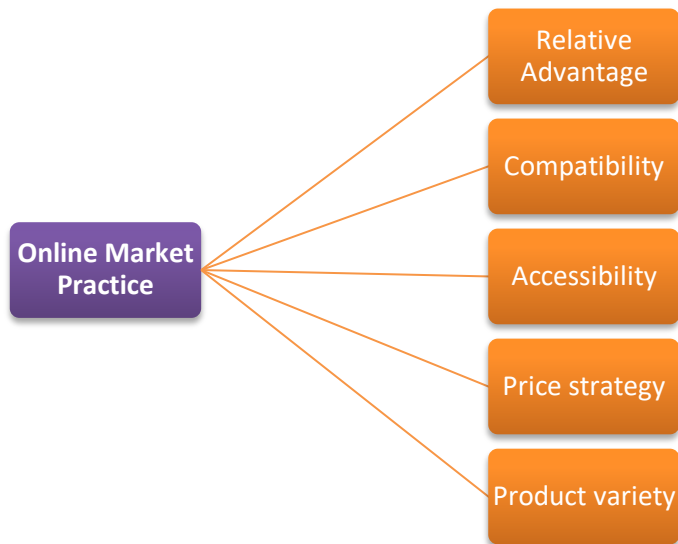 Relative
Advantage
Compatibility
Online Market
Practice
Accessibility
Price strategy
Product variety